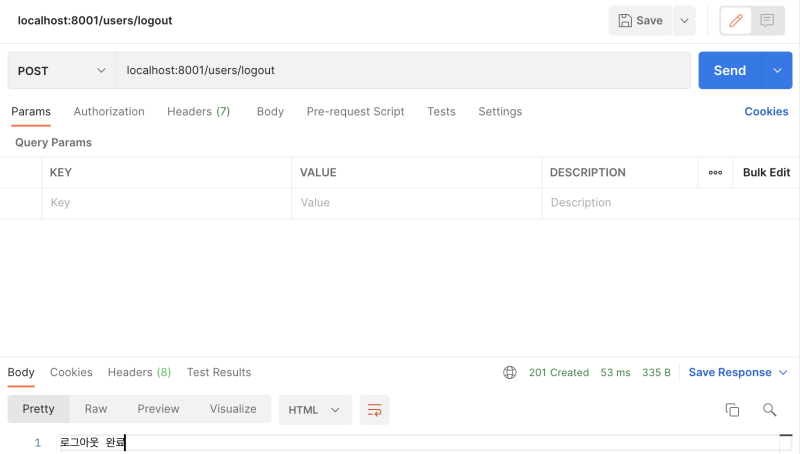 localhost:8001/users/logout
Save
POST
localhost:8001/users/logout
Send
Params Authorization Headers (7) Body Pre-request Script Tests Settings Cookies
Query Params
KEY VALUE DESCRIPTION ooo Bulk Edit
Key Value Description
Body Cookies Headers (8) Test Results 201 Created 53 ms 335 B Save Response
Pretty Raw Preview Visualize HTML
1 로그아웃 완료